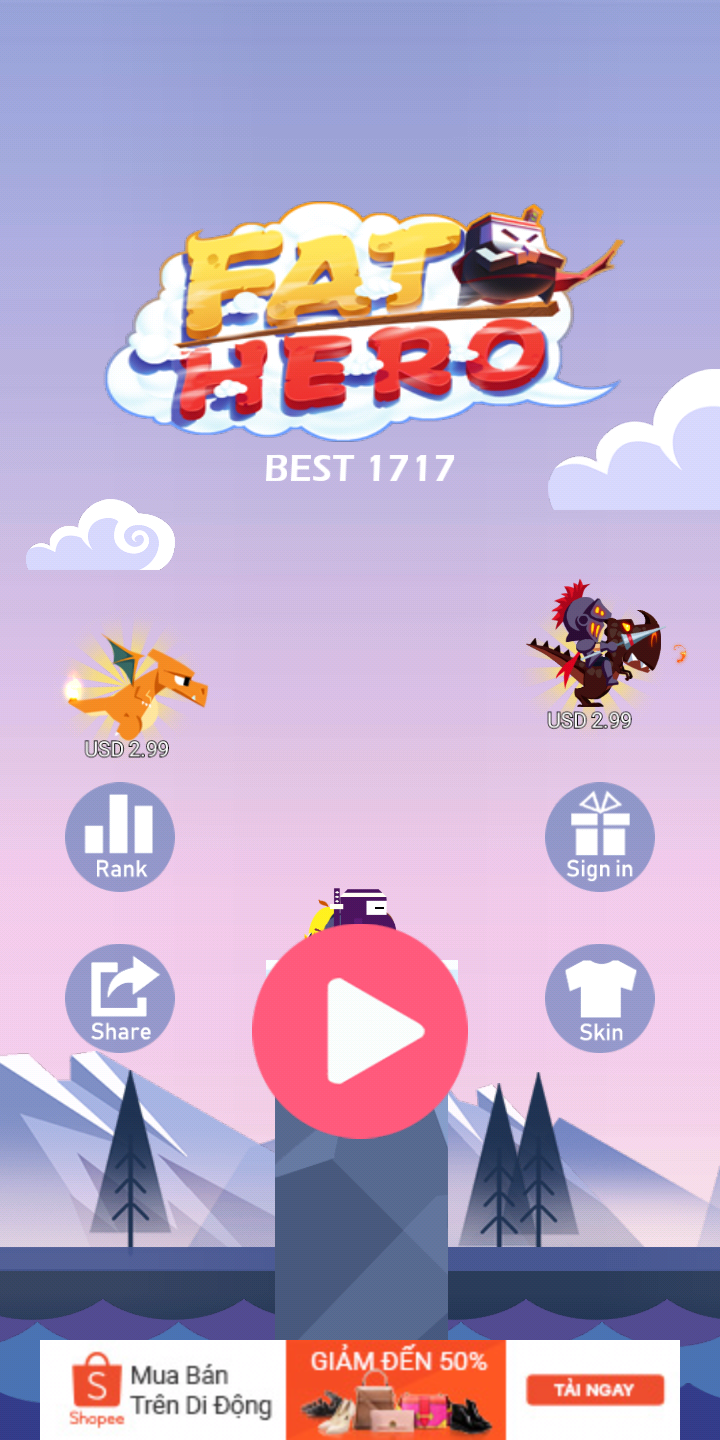 FAT
HERO
BEST 1717
USD 2.99
USD 2.99
Rank
Sign in
Share
Skin
Shopee
Mua Bán
Trên Di Động
GIẢM ĐẾN 50%
TẢI NGAY